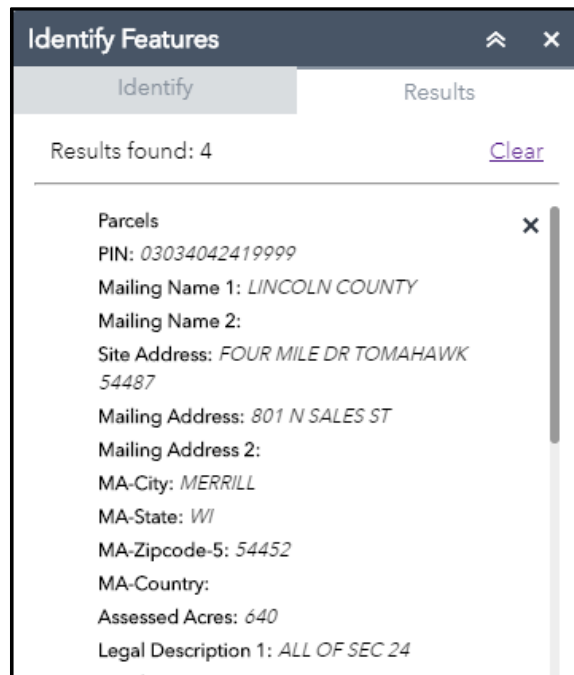 Identify Features
Identify
Results
Results found: 4
Clear
Parcels
PIN: 03034042419999
Mailing Name 1: LINCOLN COUNTY
Mailing Name 2:
Site Address: FOUR MILE DR TOMAHAWK
54487
Mailing Address: 801 N SALES ST
Mailing Address 2:
MA-City: MERRILL
MA-State: WI
MA-Zipcode-5: 54452
MA-Country:
Assessed Acres: 640
Legal Description 1: ALL OF SEC 24